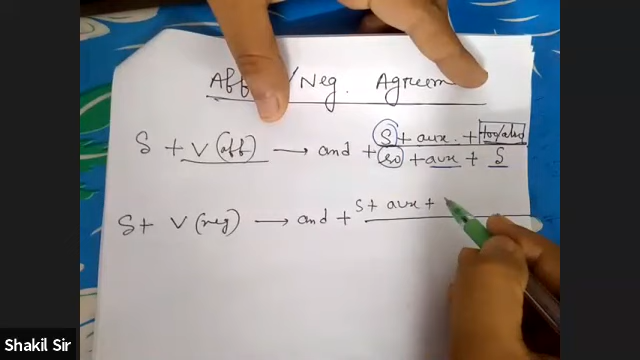 Aff / Neg. Agreem
S + V (aff) → and + S + aux. + too/also
so + aux + S
S + V (neg) → and + S + aux +
Shakil Sir